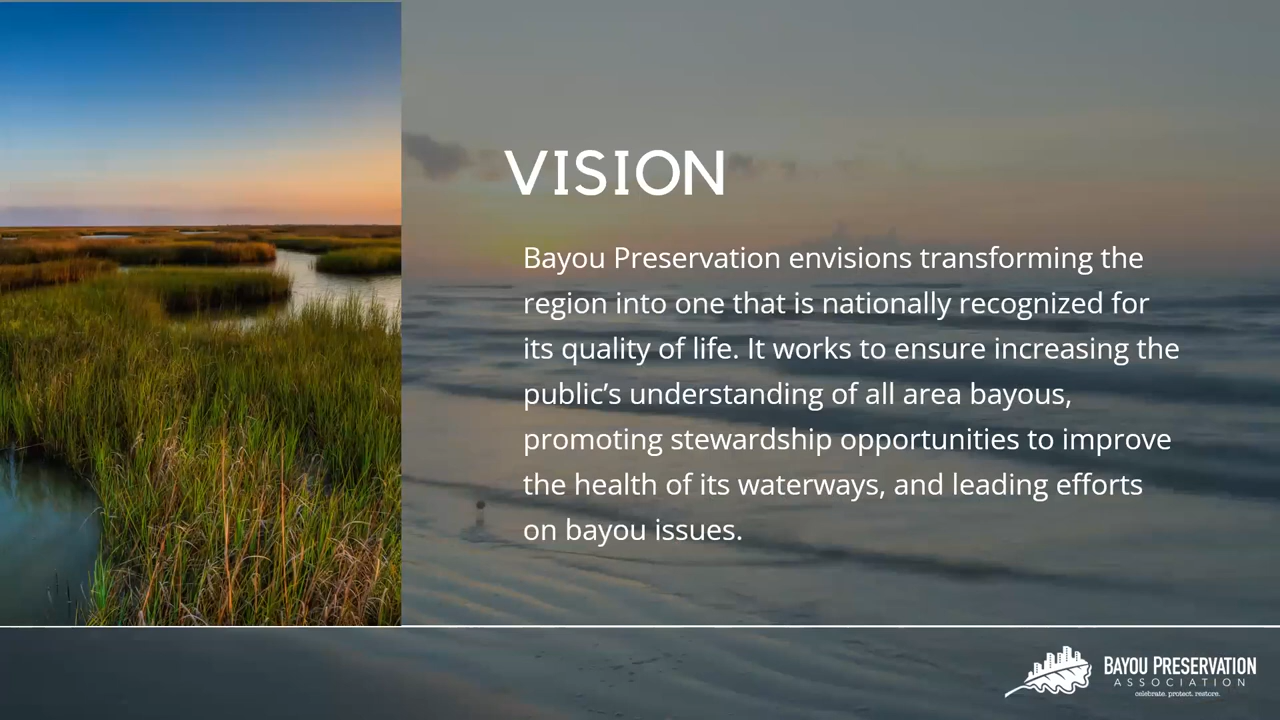 VISION
Bayou Preservation envisions transforming the
region into one that is nationally recognized for
its quality of life. It works to ensure increasing the
public’s understanding of all area bayous,
promoting stewardship opportunities to improve
the health of its waterways, and leading efforts
on bayou issues.
BAYOU PRESERVATION
ASSOCIATION
celebrate. protect. restore.